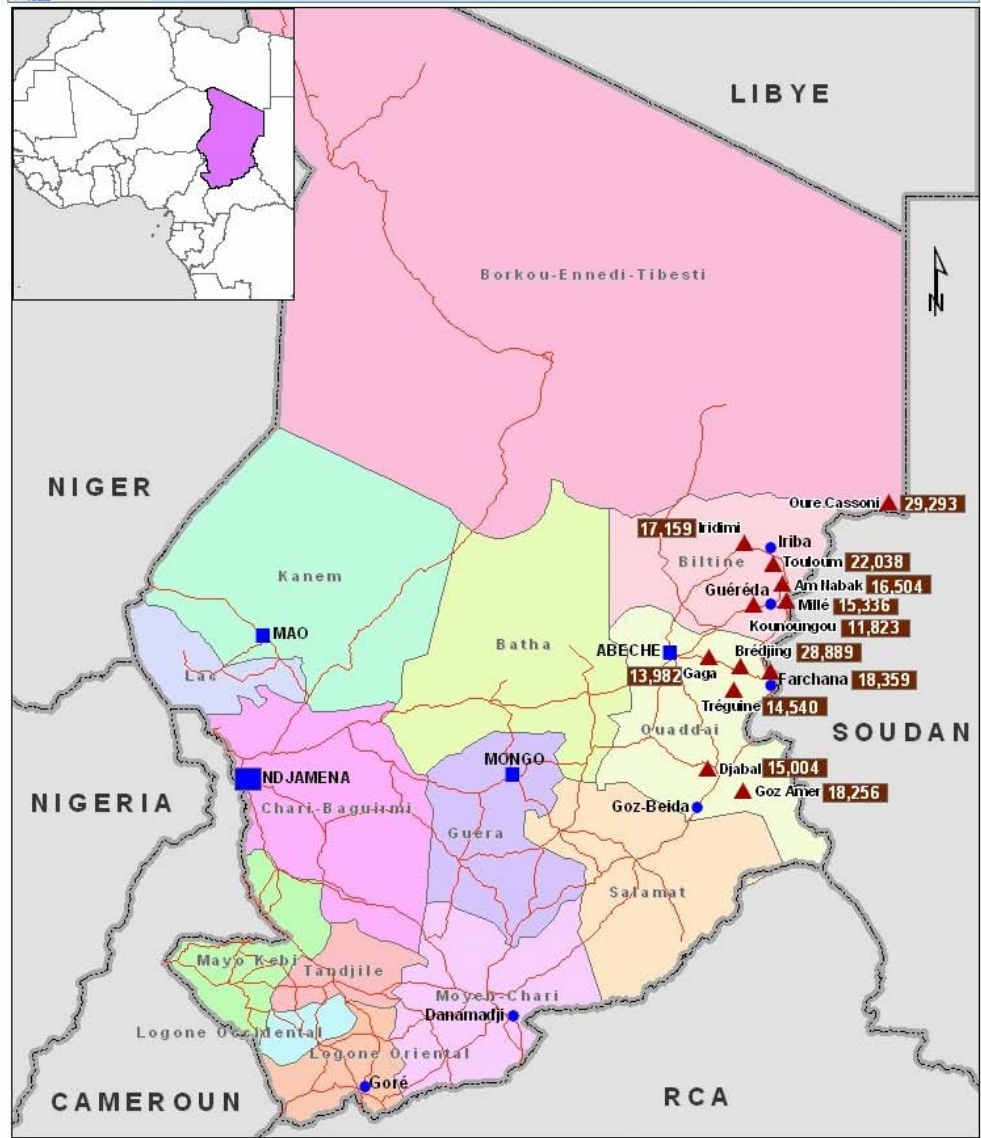 LIBYE
Borkou-Ennedi-Tibesti
N
NIGER
Oure Cassoni 29,293
17,159 Iridimi
Iriba
Biltine
Touloum 22,038
Kanem
Am Nabak 16,504
Guéréda
Millé 15,336
Kounoungou 11,823
MAO
Batha
ABECHE
Brédjing 28,889
13,982 Gaga
Farchana 18,359
Lac
Tréguine 14,540
Ouaddai
SOUDAN
MONGO
Djabal 15,004
NDJAMENA
Goz Amer 18,256
NIGERIA
Chari-Baguirmi
Goz-Beida
Guera
Salamat
Mayo Kebi
Tandjile
Moyen-Chari
Danamadji
Logone Occidental
Logone Oriental
Goré
CAMEROUN
RCA